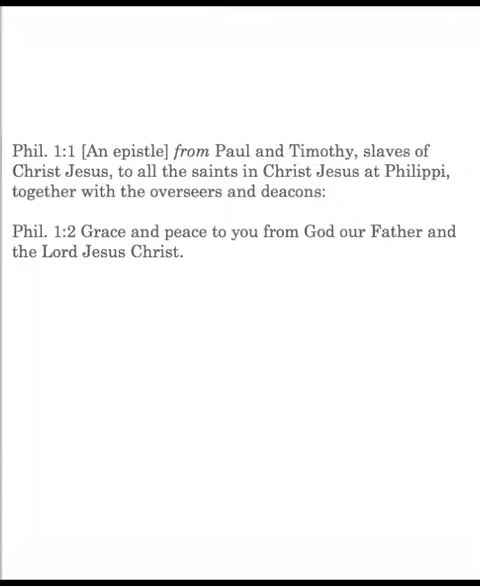 Phil. 1:1 [An epistle] from Paul and Timothy, slaves of
Christ Jesus, to all the saints in Christ Jesus at Philippi,
together with the overseers and deacons:
Phil. 1:2 Grace and peace to you from God our Father and
the Lord Jesus Christ.